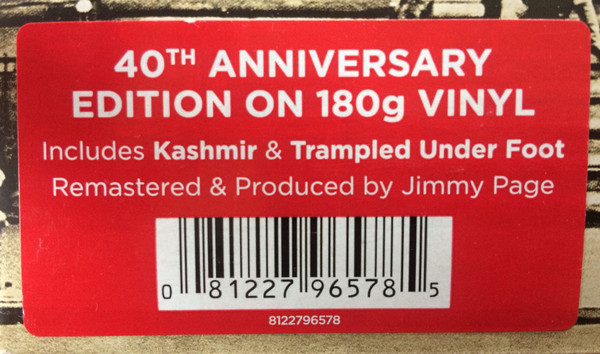 40TH ANNIVERSARY
EDITION ON 180g VINYL
Includes Kashmir & Trampled Under Foot
Remastered & Produced by Jimmy Page
0 81227 96578 5
8122796578